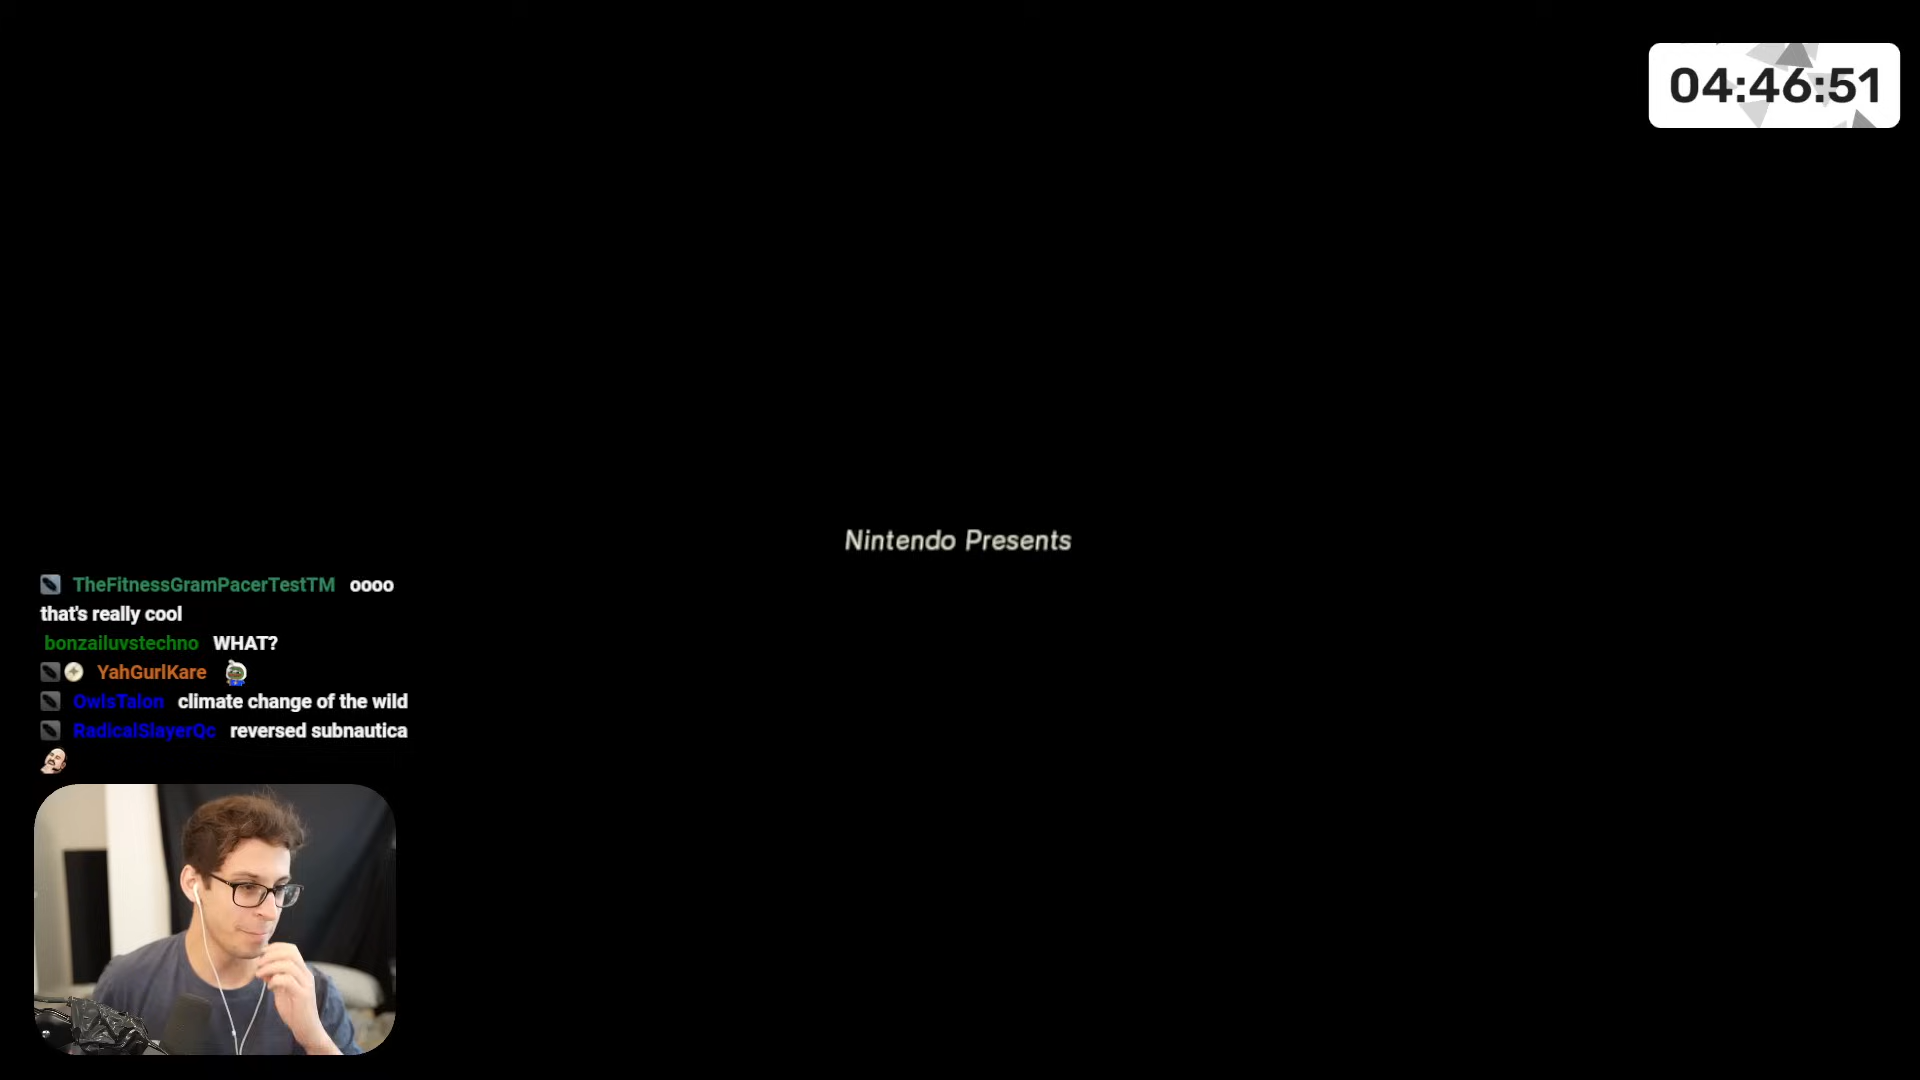 04:46:51
Nintendo Presents
TheFitnessGramPacerTestTM oooo
that's really cool
bonzailuvstechno WHAT?
YahGurlKare
OwlsTalon climate change of the wild
RadicalSlayerQc reversed subnautica